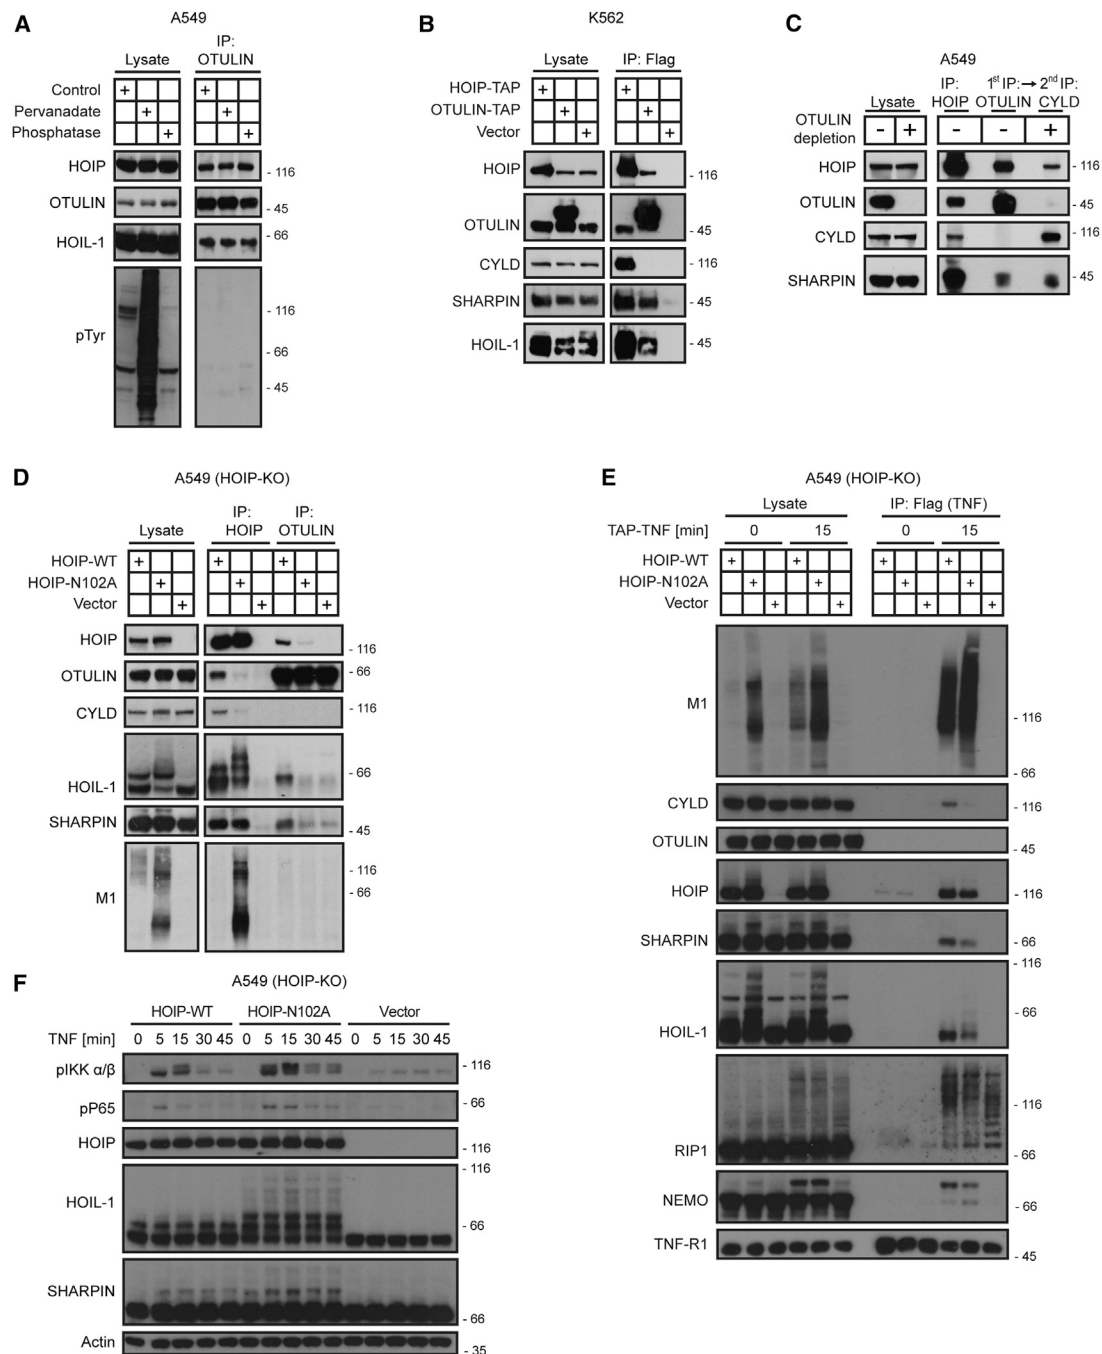 A
A549
IP:
Lysate OTULIN
Control + +
Pervanadate + +
Phosphatase + +
HOIP - 116
OTULIN - 45
HOIL-1 - 66
pTyr
- 116
- 66
- 45
B
K562
Lysate IP: Flag
HOIP-TAP + +
OTULIN-TAP + +
Vector + +
HOIP - 116
OTULIN - 45
CYLD - 116
SHARPIN - 45
HOIL-1 - 45
C
A549
IP: 1st IP:→2nd IP:
Lysate HOIP OTULIN CYLD
OTULIN depletion - + - - +
HOIP - 116
OTULIN - 45
CYLD - 116
SHARPIN - 45
D
A549 (HOIP-KO)
IP: IP:
Lysate HOIP OTULIN
HOIP-WT + + +
HOIP-N102A + + +
Vector + + +
HOIP - 116
OTULIN - 66
CYLD - 116
HOIL-1 - 66
SHARPIN - 45
M1
- 116
- 66
E
A549 (HOIP-KO)
Lysate IP: Flag (TNF)
TAP-TNF [min] 0 15 0 15
HOIP-WT + + + +
HOIP-N102A + + + +
Vector + + + +
M1
- 116
- 66
CYLD - 116
OTULIN - 45
HOIP - 116
SHARPIN - 66
- 116
HOIL-1 - 66
- 116
RIP1 - 66
NEMO - 66
TNF-R1 - 45
F
A549 (HOIP-KO)
HOIP-WT HOIP-N102A Vector
TNF [min] 0 5 15 30 45 0 5 15 30 45 0 5 15 30 45
pIKK α/β - 116
pP65 - 66
HOIP - 116
- 116
HOIL-1 - 66
SHARPIN - 66
Actin - 35